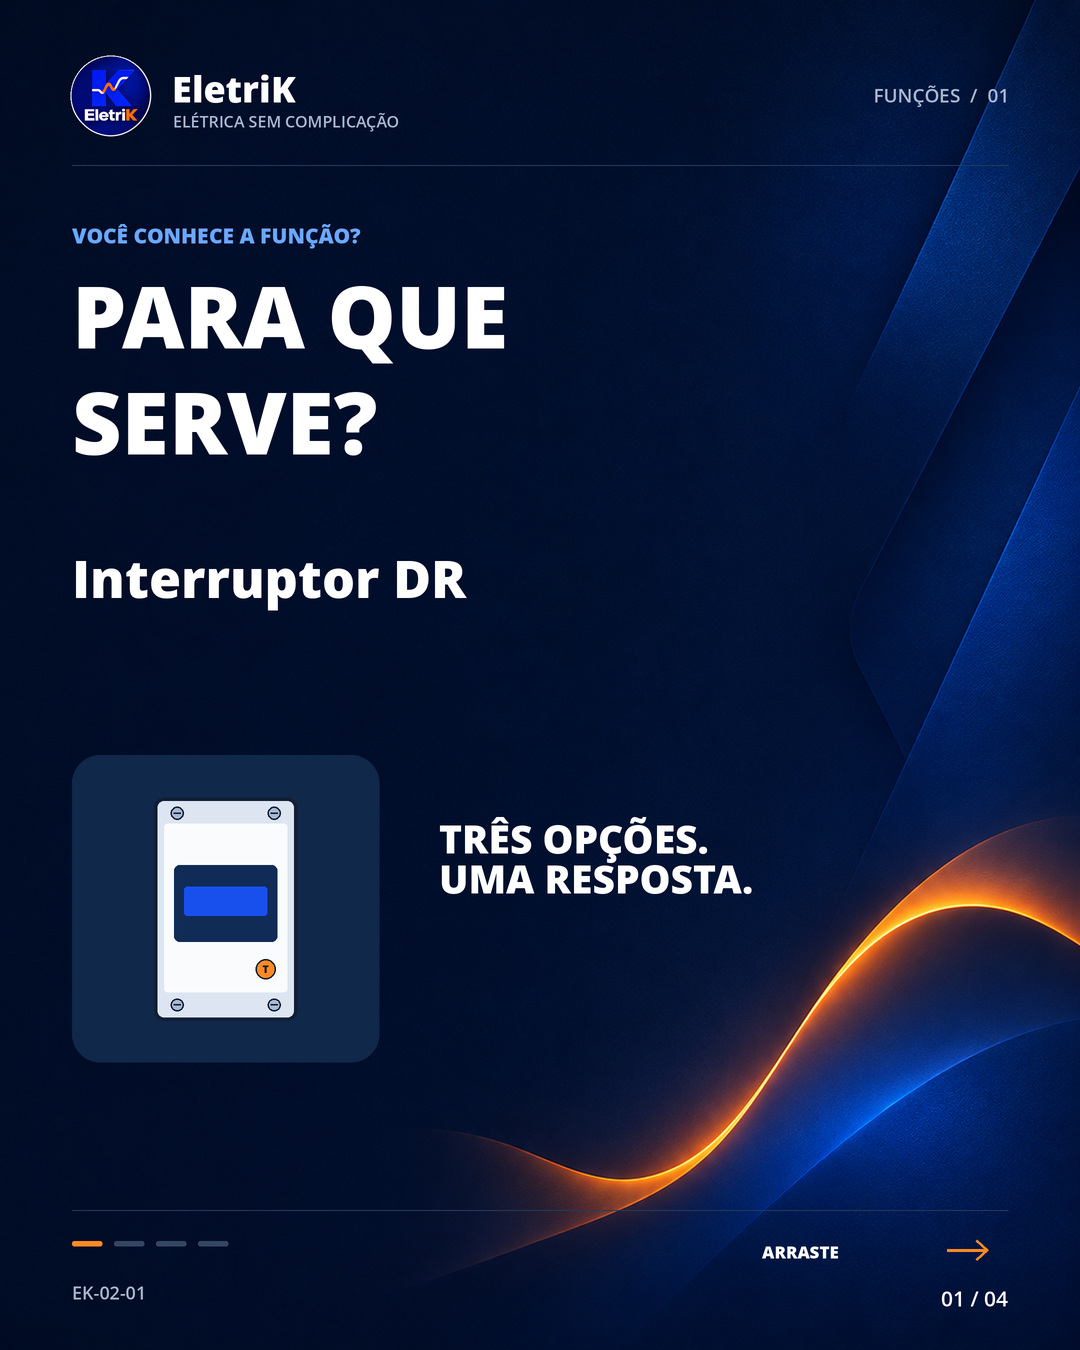 EletriK
EletriK
ELÉTRICA SEM COMPLICAÇÃO
FUNÇÕES / 01
VOCÊ CONHECE A FUNÇÃO?
PARA QUE
SERVE?
Interruptor DR
T
TRÊS OPÇÕES.
UMA RESPOSTA.
ARRASTE
EK-02-01
01 / 04